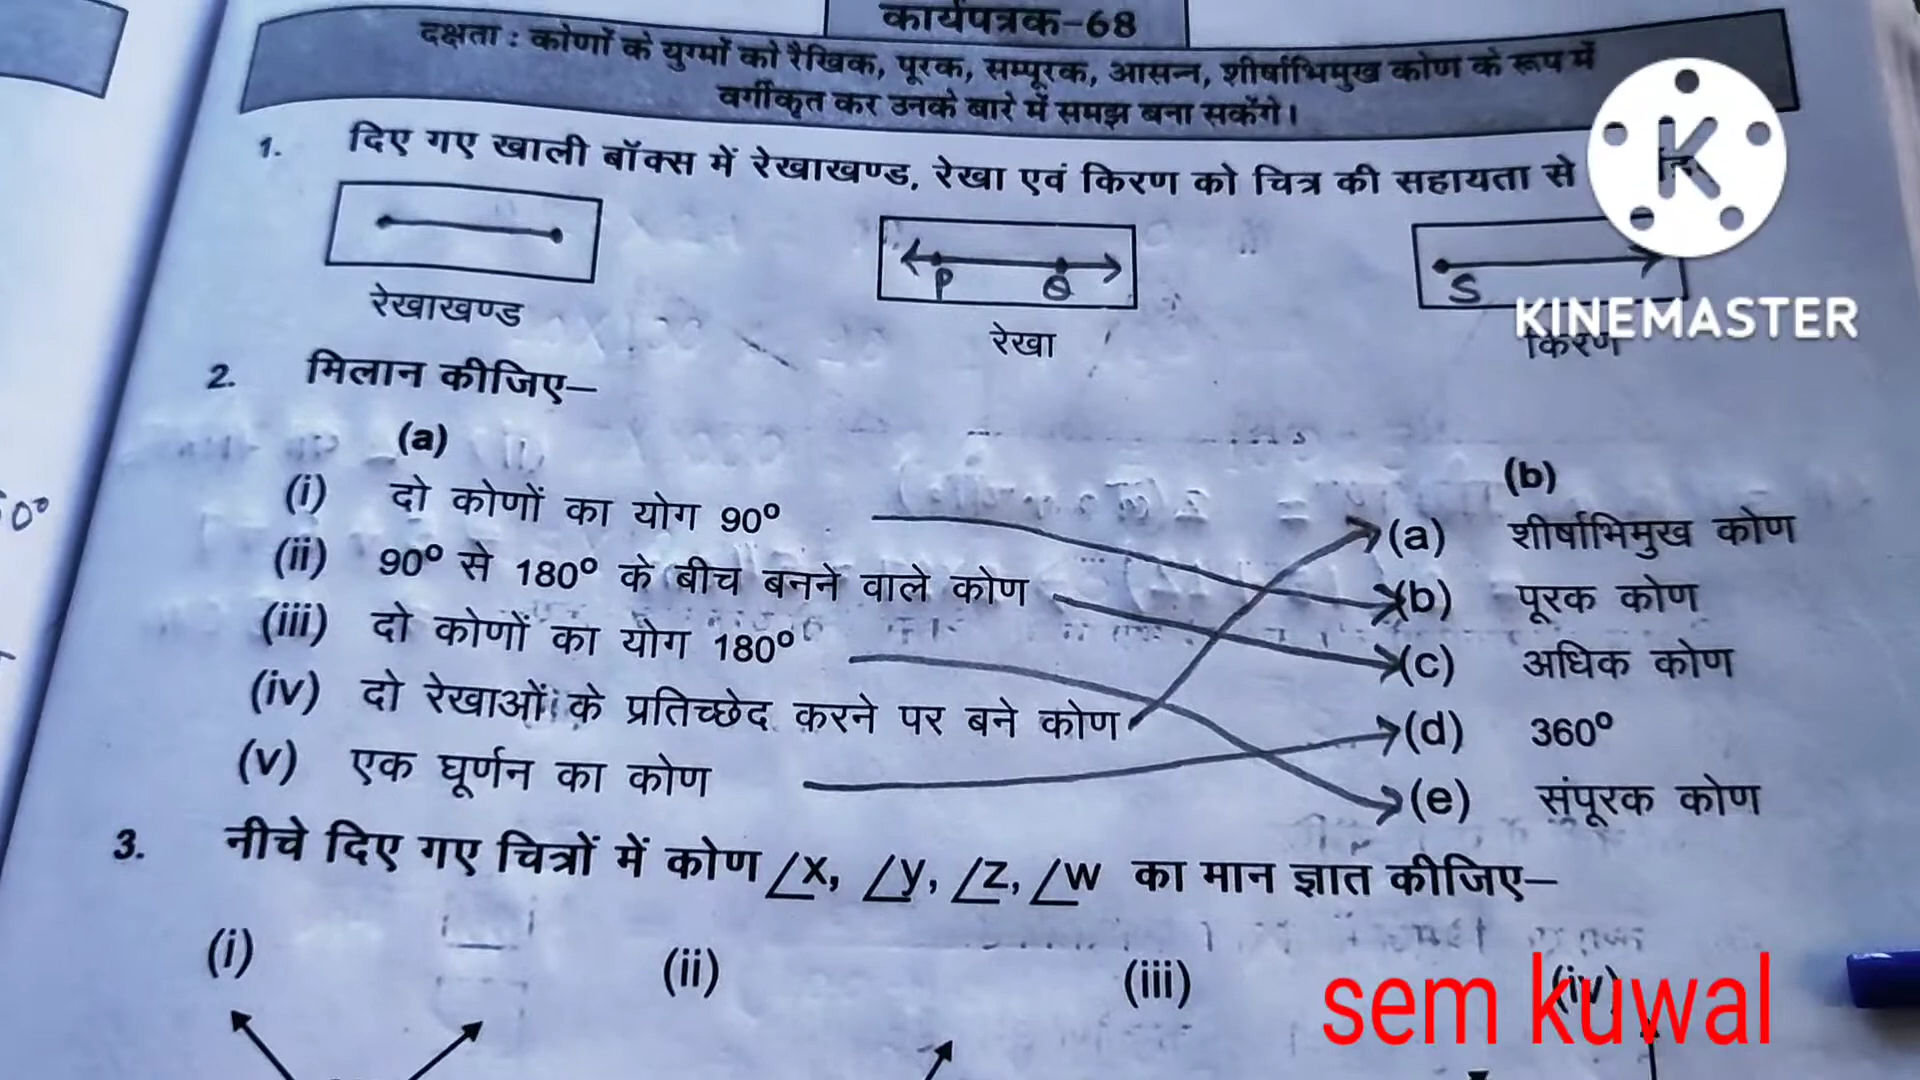 कार्यपत्रक-68
दक्षता : कोणों के युग्मों को रैखिक, पूरक, सम्पूरक, आसन्न, शीर्षाभिमुख कोण के रूप में
वर्गीकृत कर उनके बारे में समझ बना सकेंगे।
1. दिए गए खाली बॉक्स में रेखाखण्ड, रेखा एवं किरण को चित्र की सहायता से
P Q S
KINEMASTER
रेखाखण्ड रेखा किरण
2. मिलान कीजिए–
(a) (b)
(i) दो कोणों का योग 90° (a) शीर्षाभिमुख कोण
(ii) 90° से 180° के बीच बनने वाले कोण (b) पूरक कोण
(iii) दो कोणों का योग 180° (c) अधिक कोण
(iv) दो रेखाओं के प्रतिच्छेद करने पर बने कोण (d) 360°
(v) एक घूर्णन का कोण (e) संपूरक कोण
3. नीचे दिए गए चित्रों में कोण ∠x, ∠y, ∠z, ∠w का मान ज्ञात कीजिए–
(i) (ii) (iii) (iv)
sem kuwal